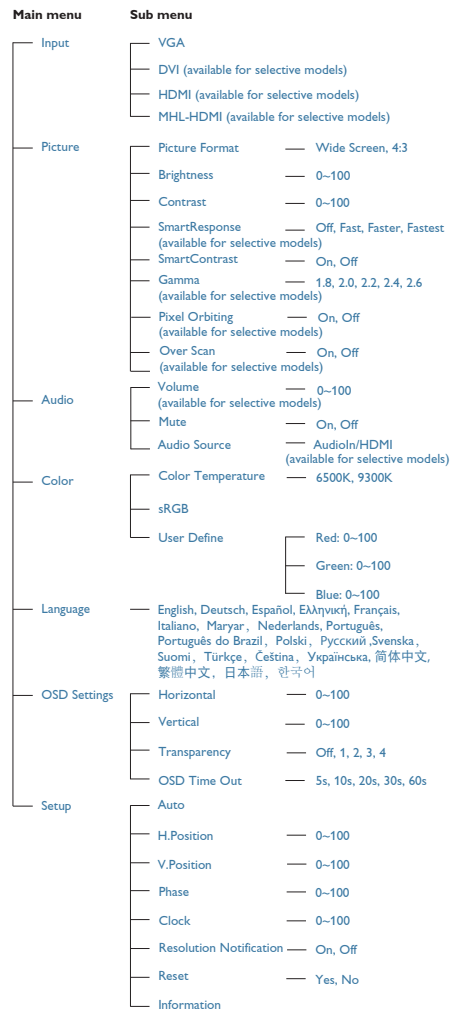 Main menu Sub menu
Input VGA
DVI (available for selective models)
HDMI (available for selective models)
MHL-HDMI (available for selective models)
Picture Picture Format Wide Screen, 4:3
Brightness 0~100
Contrast 0~100
SmartResponse Off, Fast, Faster, Fastest
(available for selective models)
SmartContrast On, Off
Gamma 1.8, 2.0, 2.2, 2.4, 2.6
(available for selective models)
Pixel Orbiting On, Off
(available for selective models)
Over Scan On, Off
(available for selective models)
Audio Volume 0~100
(available for selective models)
Mute On, Off
Audio Source AudioIn/HDMI
(available for selective models)
Color Color Temperature 6500K, 9300K
sRGB
User Define Red: 0~100
Green: 0~100
Blue: 0~100
Language English, Deutsch, Español, Ελληνική, Français,
Italiano, Maryar, Nederlands, Português,
Português do Brazil, Polski, Русский ,Svenska,
Suomi, Türkçe, Čeština, Українська, 简体中文,
繁體中文, 日本語, 한국어
OSD Settings Horizontal 0~100
Vertical 0~100
Transparency Off, 1, 2, 3, 4
OSD Time Out 5s, 10s, 20s, 30s, 60s
Setup Auto
H.Position 0~100
V.Position 0~100
Phase 0~100
Clock 0~100
Resolution Notification On, Off
Reset Yes, No
Information